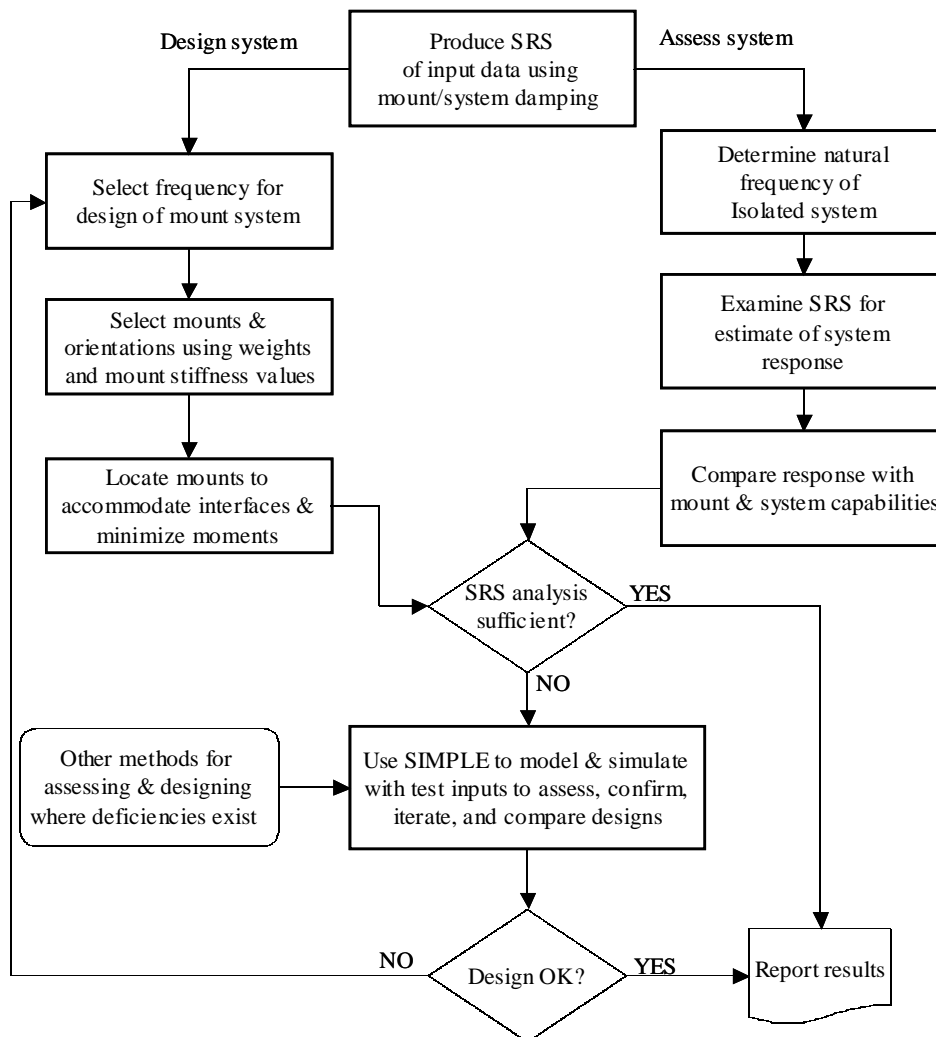 Design system
Produce SRS
of input data using
mount/system damping
Assess system
Select frequency for
design of mount system
Determine natural
frequency of
Isolated system
Select mounts &
orientations using weights
and mount stiffness values
Examine SRS for
estimate of system
response
Locate mounts to
accommodate interfaces &
minimize moments
Compare response with
mount & system capabilities
SRS analysis
sufficient?
YES
NO
Other methods for
assessing & designing
where deficiencies exist
Use SIMPLE to model & simulate
with test inputs to assess, confirm,
iterate, and compare designs
NO
Design OK?
YES
Report results